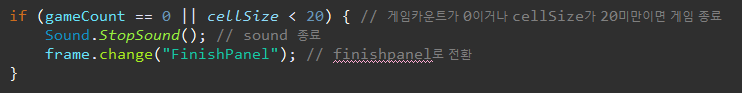 if (gameCount == 0 || cellSize < 20) { // 게임카운트가 0이거나 cellSize가 20미만이면 게임 종료
Sound.StopSound(); // sound 종료
frame.change("FinishPanel"); // finishpanel로 전환
}